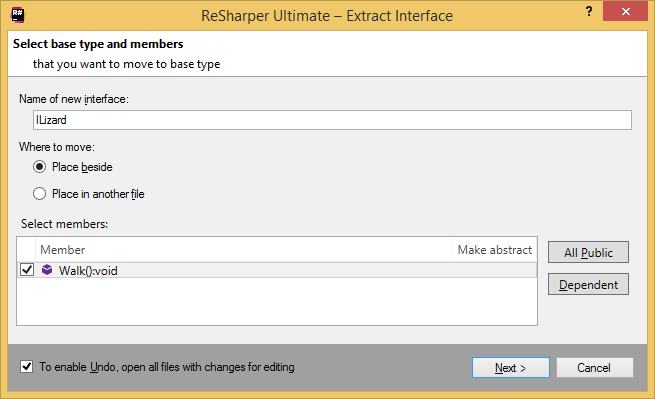 R#
ReSharper Ultimate – Extract Interface
?
Select base type and members
that you want to move to base type
Name of new interface:
ILizard
Where to move:
Place beside
Place in another file
Select members:
Member Make abstract
Walk():void
All Public
Dependent
To enable Undo, open all files with changes for editing
Next >
Cancel